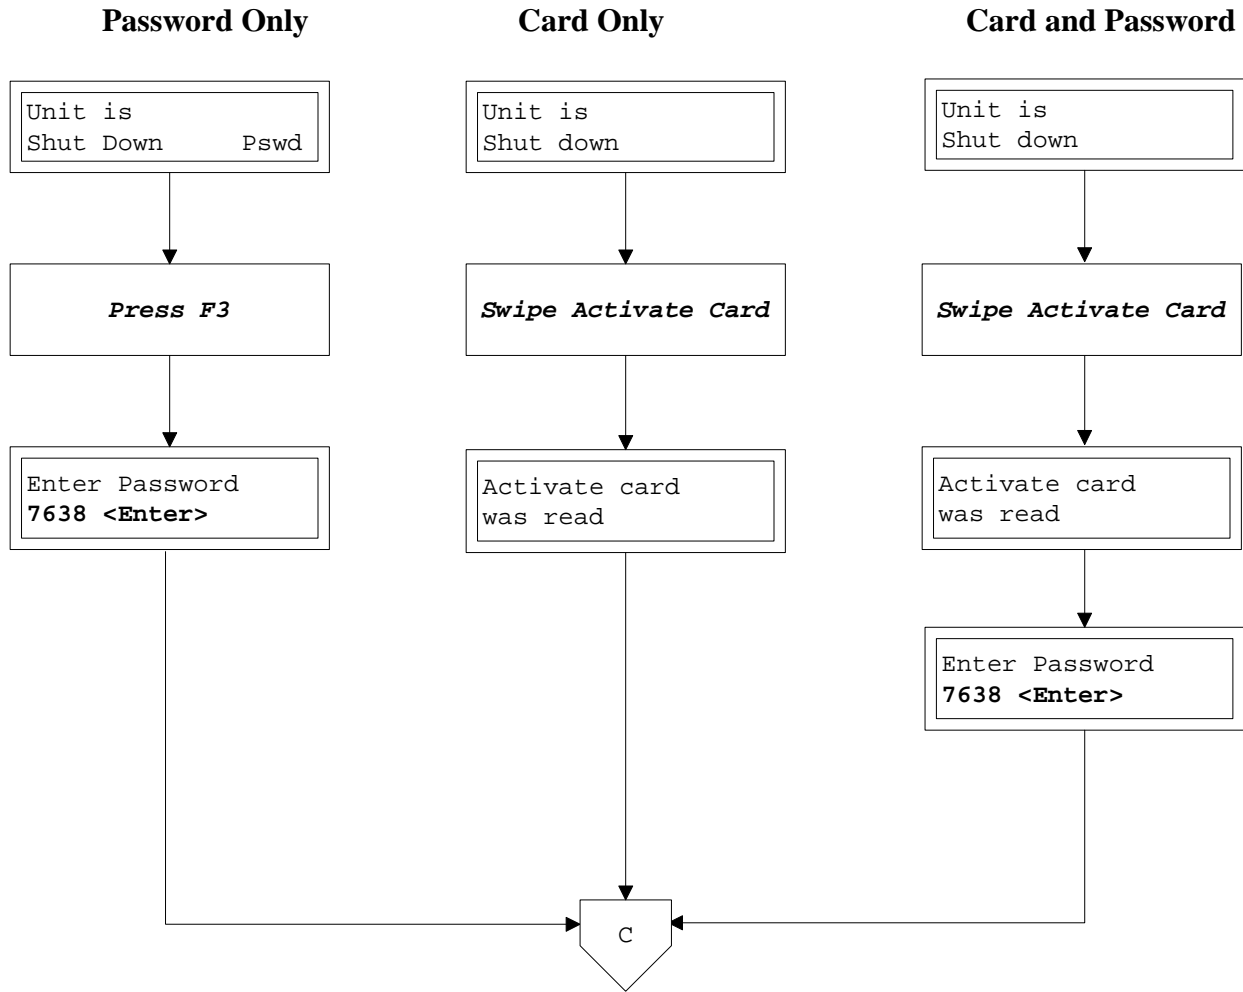 Password Only
Card Only
Card and Password
Unit is
Shut Down Pswd
Unit is
Shut down
Unit is
Shut down
Press F3
Swipe Activate Card
Swipe Activate Card
Enter Password
7638 <Enter>
Activate card
was read
Activate card
was read
Enter Password
7638 <Enter>
C